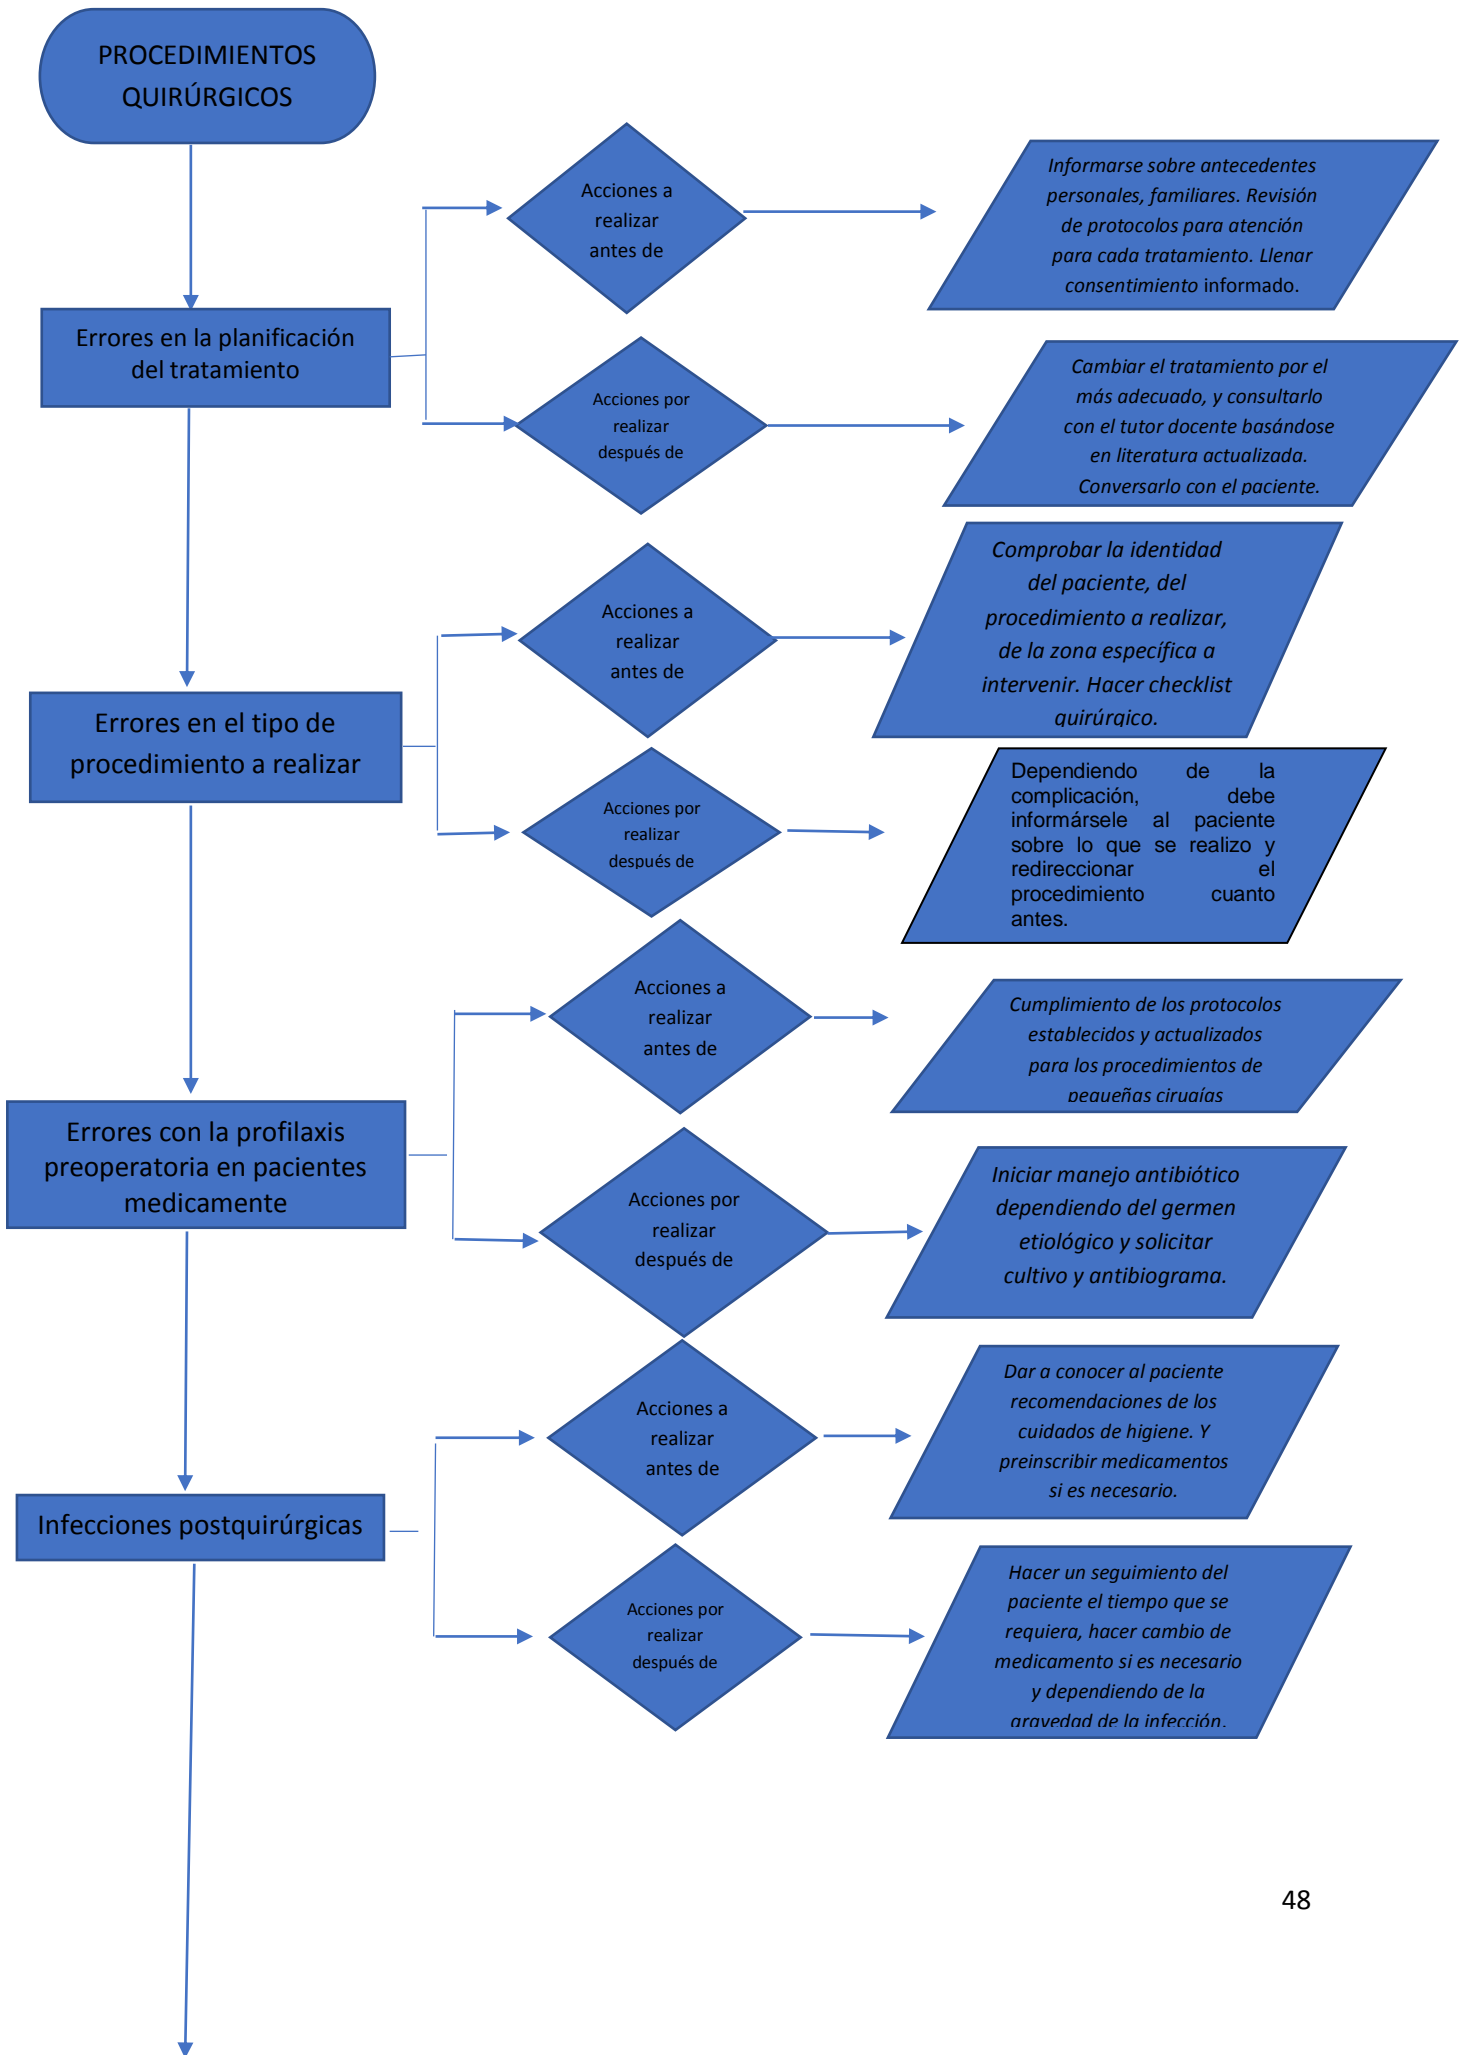 PROCEDIMIENTOS
QUIRÚRGICOS
Acciones a
realizar
antes de
Informarse sobre antecedentes
personales, familiares. Revisión
de protocolos para atención
para cada tratamiento. Llenar
consentimiento informado.
Errores en la planificación
del tratamiento
Acciones por
realizar
después de
Cambiar el tratamiento por el
más adecuado, y consultarlo
con el tutor docente basándose
en literatura actualizada.
Conversarlo con el paciente.
Acciones a
realizar
antes de
Comprobar la identidad
del paciente, del
procedimiento a realizar,
de la zona específica a
intervenir. Hacer checklist
quirúrgico.
Errores en el tipo de
procedimiento a realizar
Acciones por
realizar
después de
Dependiendo de la
complicación, debe
informársele al paciente
sobre lo que se realizo y
redireccionar el
procedimiento cuanto
antes.
Acciones a
realizar
antes de
Cumplimiento de los protocolos
establecidos y actualizados
para los procedimientos de
pequeñas cirugías
Errores con la profilaxis
preoperatoria en pacientes
medicamente
Acciones por
realizar
después de
Iniciar manejo antibiótico
dependiendo del germen
etiológico y solicitar
cultivo y antibiograma.
Acciones a
realizar
antes de
Dar a conocer al paciente
recomendaciones de los
cuidados de higiene. Y
preinscribir medicamentos
si es necesario.
Infecciones postquirúrgicas
Acciones por
realizar
después de
Hacer un seguimiento del
paciente el tiempo que se
requiera, hacer cambio de
medicamento si es necesario
y dependiendo de la
gravedad de la infección.
48